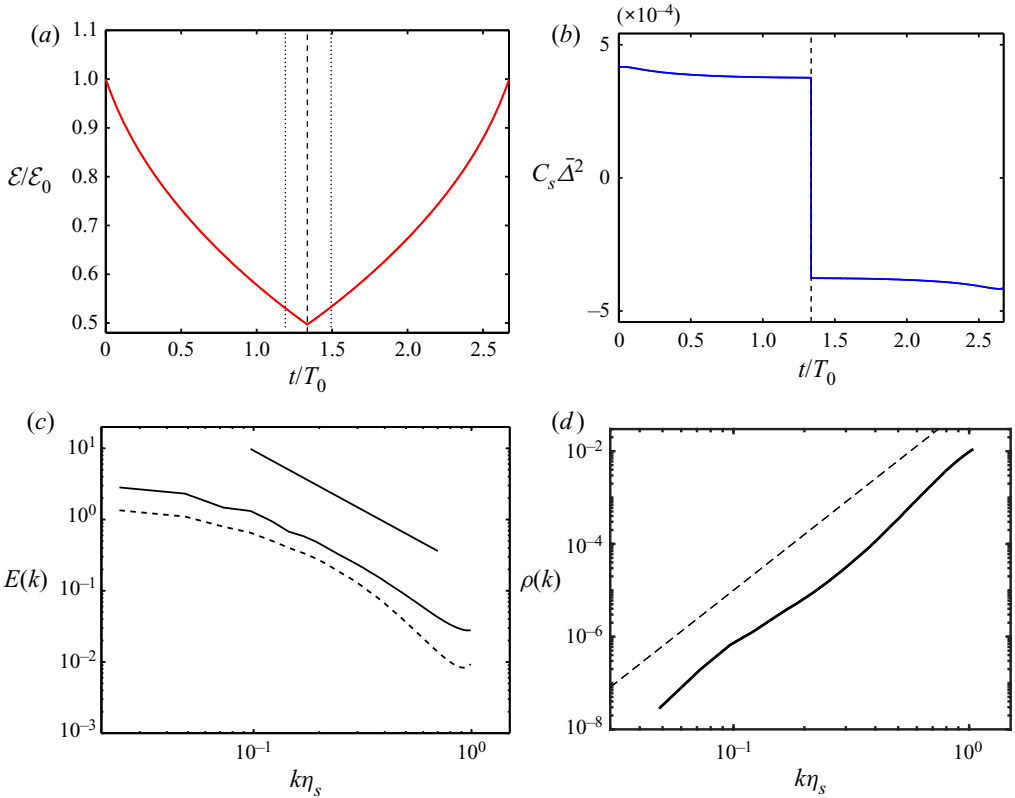 (a)
1.1
1.0
0.9
0.8
0.7
0.6
0.5
ℰ/ℰ₀
0 0.5 1.0 1.5 2.0 2.5
t/T₀
(b)
(×10⁻⁴)
5
0
−5
C_s Δ̄²
0 0.5 1.0 1.5 2.0 2.5
t/T₀
(c)
10¹
10⁰
10⁻¹
10⁻²
10⁻³
E(k)
10⁻¹ 10⁰
kη_s
(d)
10⁻²
10⁻⁴
10⁻⁶
10⁻⁸
ρ(k)
10⁻¹ 10⁰
kη_s